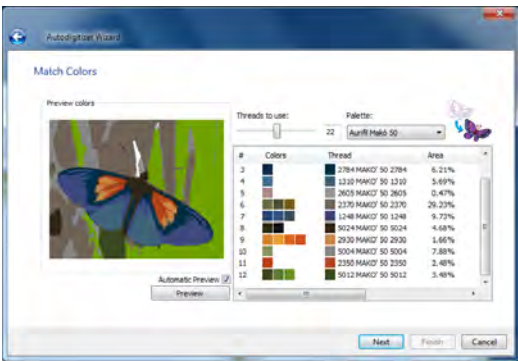 Autodigitizer Wizard
Match Colors
Preview colors
Threads to use:
22
Palette:
Aurifil Makò 50
# Colors Thread Area
3 2784 MAKO' 50 2784 6.21%
4 1310 MAKO' 50 1310 5.69%
5 2605 MAKO' 50 2605 0.47%
6 2370 MAKO' 50 2370 29.23%
7 1248 MAKO' 50 1248 9.73%
8 5024 MAKO' 50 5024 4.68%
9 2930 MAKO' 50 2930 1.66%
10 5004 MAKO' 50 5004 7.88%
11 2350 MAKO' 50 2350 2.48%
12 5012 MAKO' 50 5012 3.48%
Automatic Preview
Preview
Next Finish Cancel